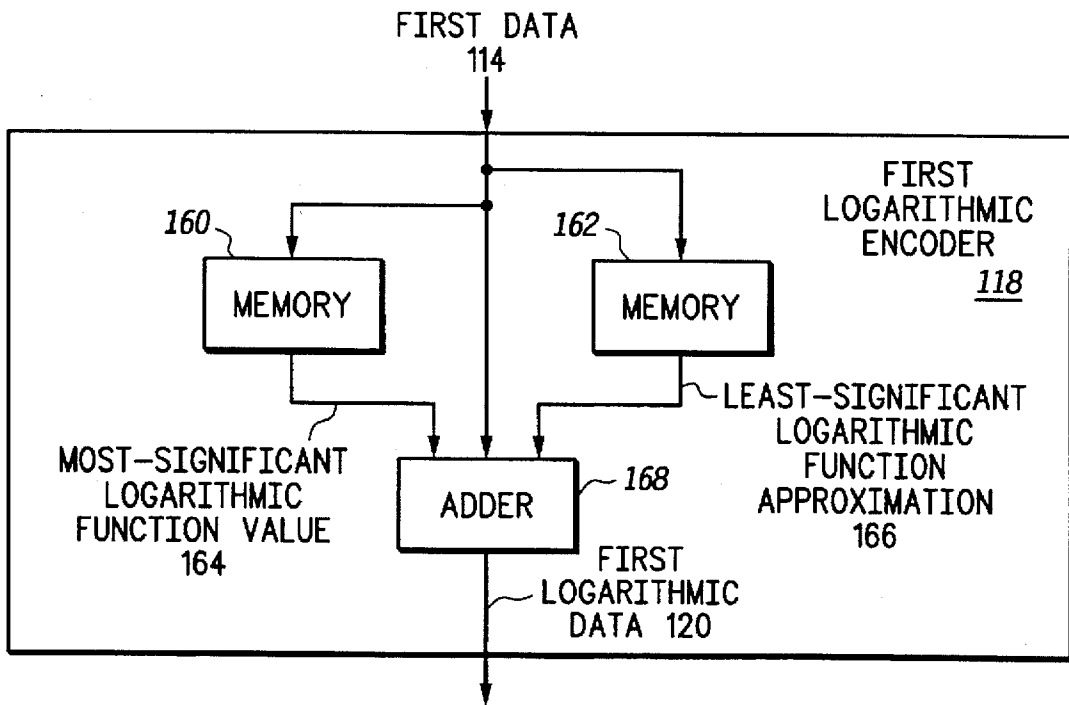 FIRST DATA
114
FIRST
LOGARITHMIC
ENCODER
118
160
162
MEMORY
MEMORY
MOST-SIGNIFICANT
LOGARITHMIC
FUNCTION VALUE
164
LEAST-SIGNIFICANT
LOGARITHMIC
FUNCTION
APPROXIMATION
166
ADDER
168
FIRST
LOGARITHMIC
DATA 120